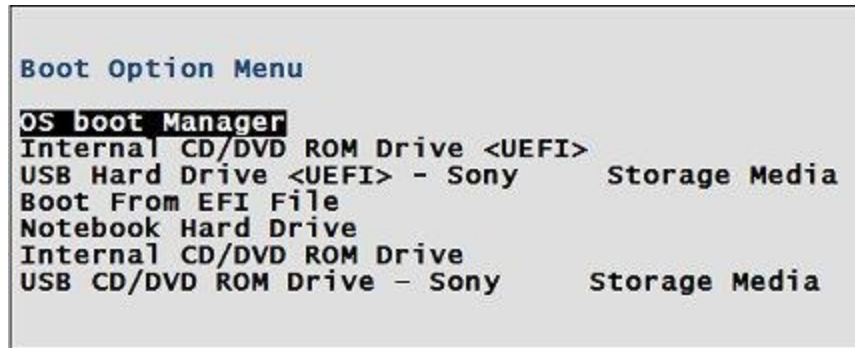 Boot Option Menu
OS boot Manager
Internal CD/DVD ROM Drive <UEFI>
USB Hard Drive <UEFI> - Sony Storage Media
Boot From EFI File
Notebook Hard Drive
Internal CD/DVD ROM Drive
USB CD/DVD ROM Drive – Sony Storage Media